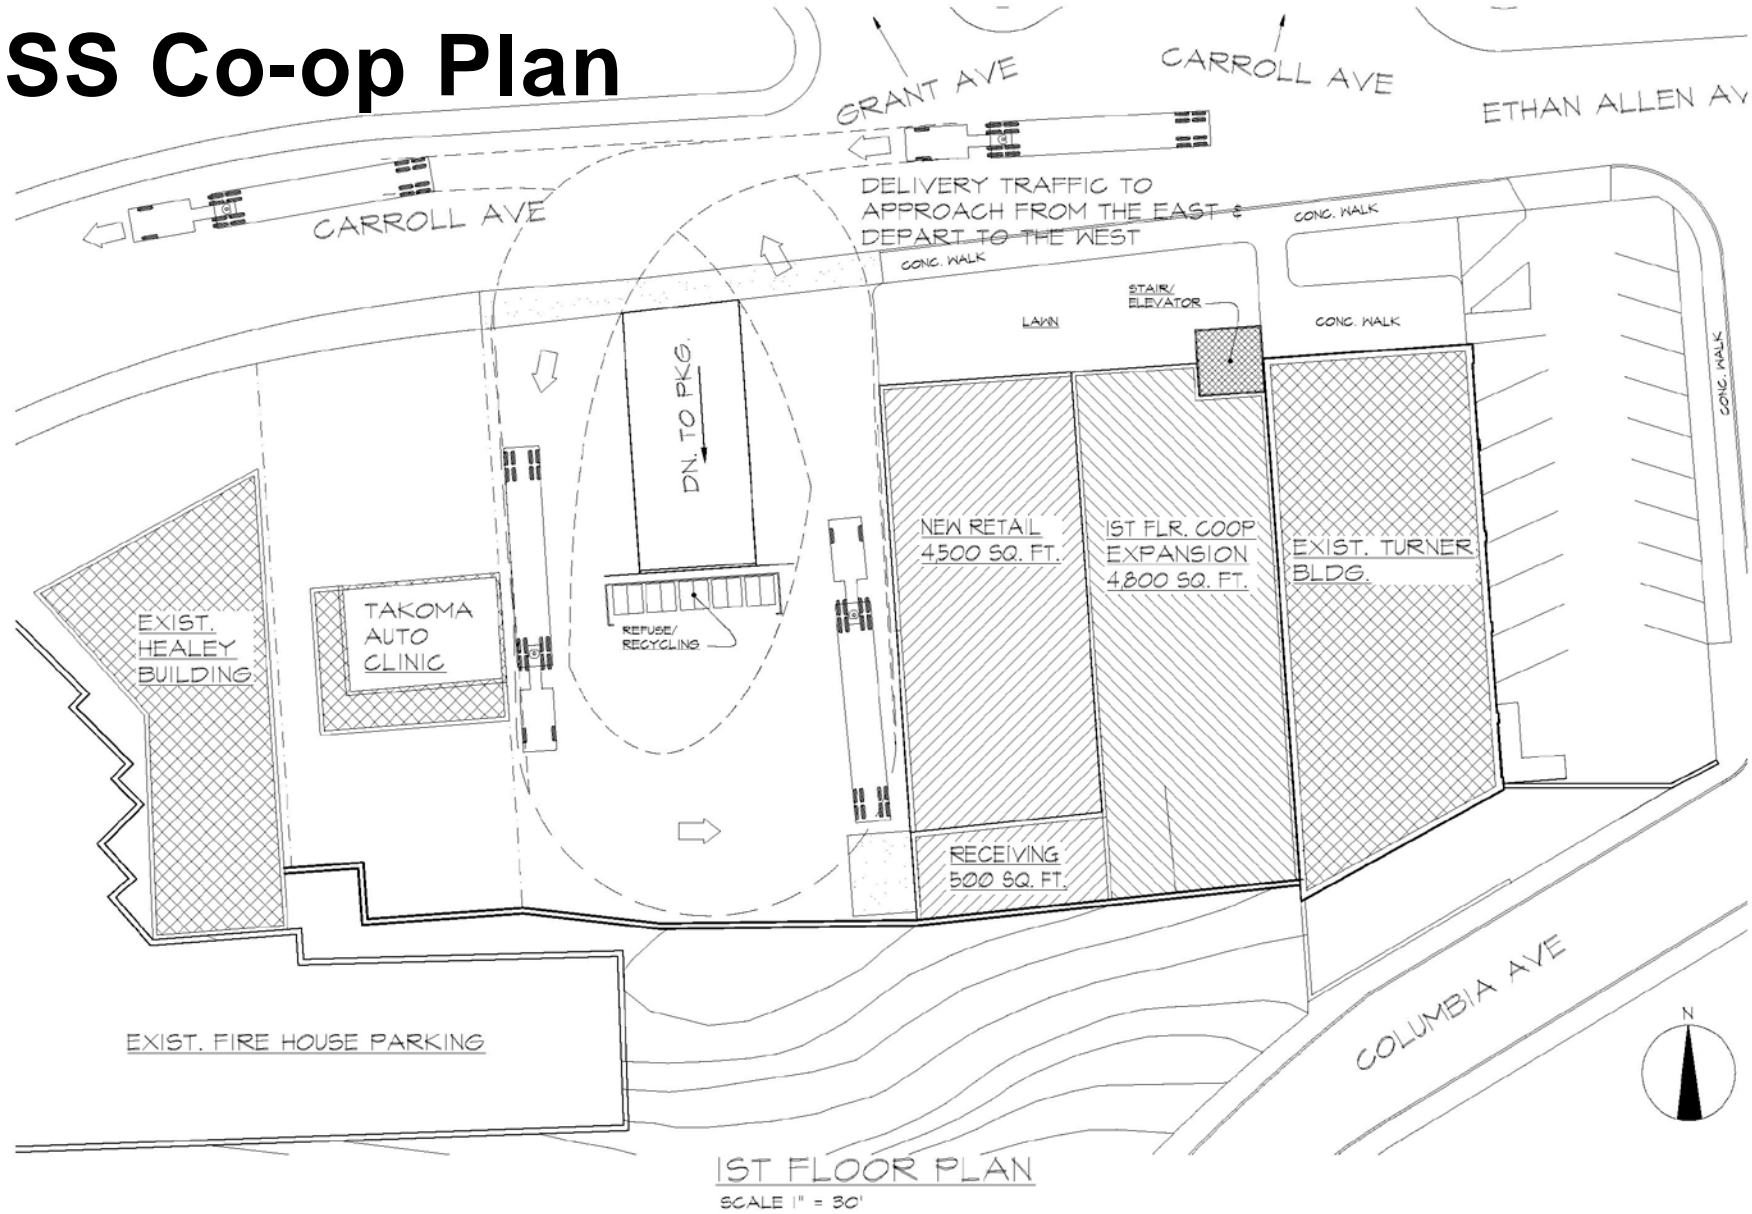 SS Co-op Plan
GRANT AVE
CARROLL AVE
ETHAN ALLEN AV
CARROLL AVE
DELIVERY TRAFFIC TO
APPROACH FROM THE EAST &
DEPART TO THE WEST
CONC. WALK
CONC. WALK
STAIR/
ELEVATOR
LAWN
CONC. WALK
CONC. WALK
DN. TO PKG.
NEW RETAIL
4,500 SQ. FT.
1ST FLR. COOP
EXPANSION
4,800 SQ. FT.
EXIST. TURNER
BLDG.
EXIST.
HEALEY
BUILDING
TAKOMA
AUTO
CLINIC
REFUSE/
RECYCLING
RECEIVING
500 SQ. FT.
EXIST. FIRE HOUSE PARKING
COLUMBIA AVE
N
1ST FLOOR PLAN
SCALE 1" = 30'